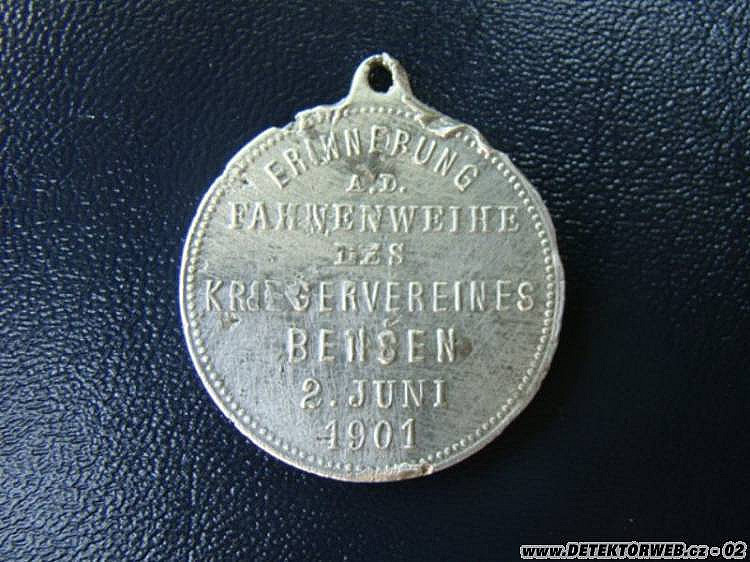 ERINNERUNG
A.D.
FAHNENWEIHE
DES
KRIEGERVEREINES
BENSEN
2. JUNI
1901
www.DETEKTORWEB.cz - 02